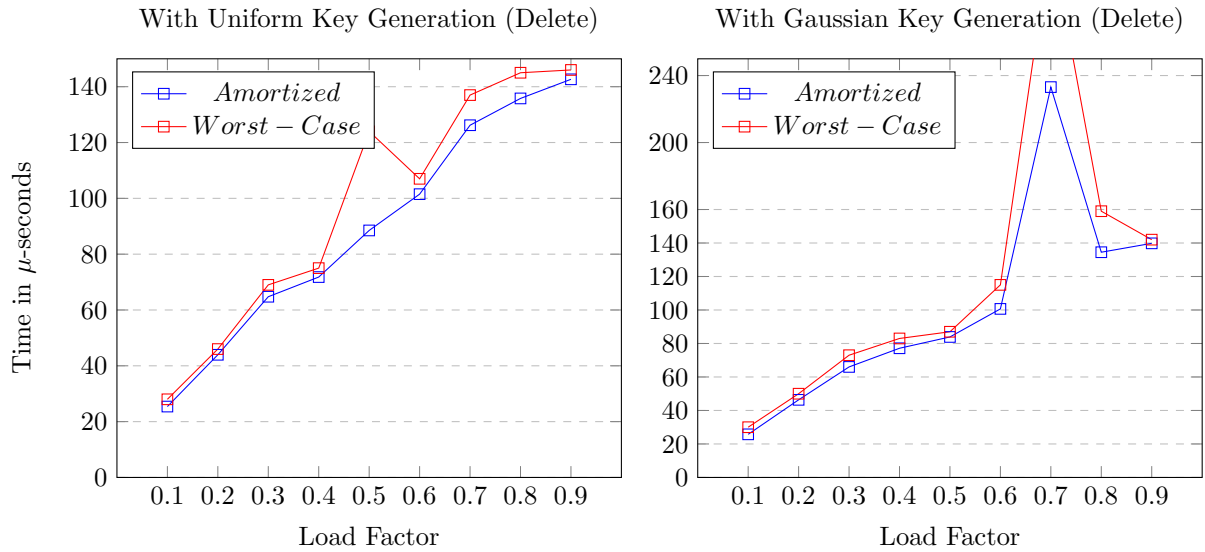 With Uniform Key Generation (Delete)
140
120
100
80
60
40
20
0
Time in μ-seconds
Amortized
Worst − Case
0.1 0.2 0.3 0.4 0.5 0.6 0.7 0.8 0.9
Load Factor
With Gaussian Key Generation (Delete)
240
200
160
140
120
100
80
60
40
20
0
Amortized
Worst − Case
0.1 0.2 0.3 0.4 0.5 0.6 0.7 0.8 0.9
Load Factor